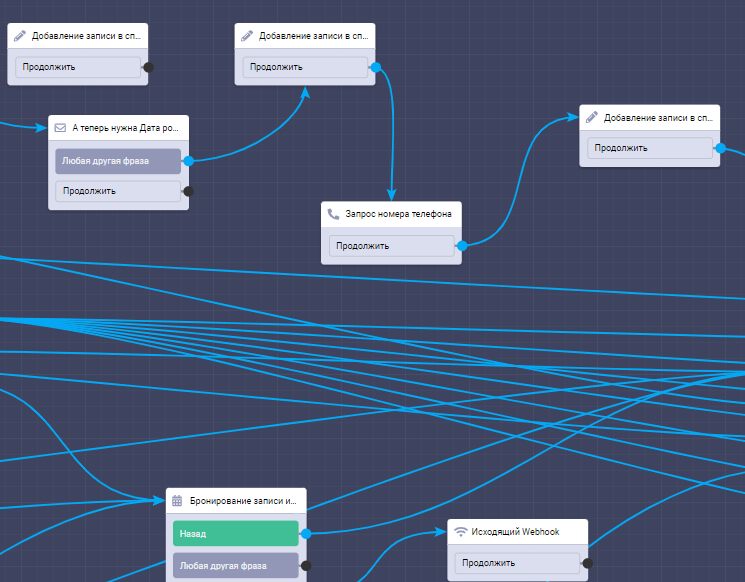 Добавление записи в сп...
Продолжить
Добавление записи в сп...
Продолжить
А теперь нужна Дата ро...
Любая другая фраза
Продолжить
Добавление записи в сп...
Продолжить
Запрос номера телефона
Продолжить
Бронирование записи и...
Назад
Любая другая фраза
Исходящий Webhook
Продолжить